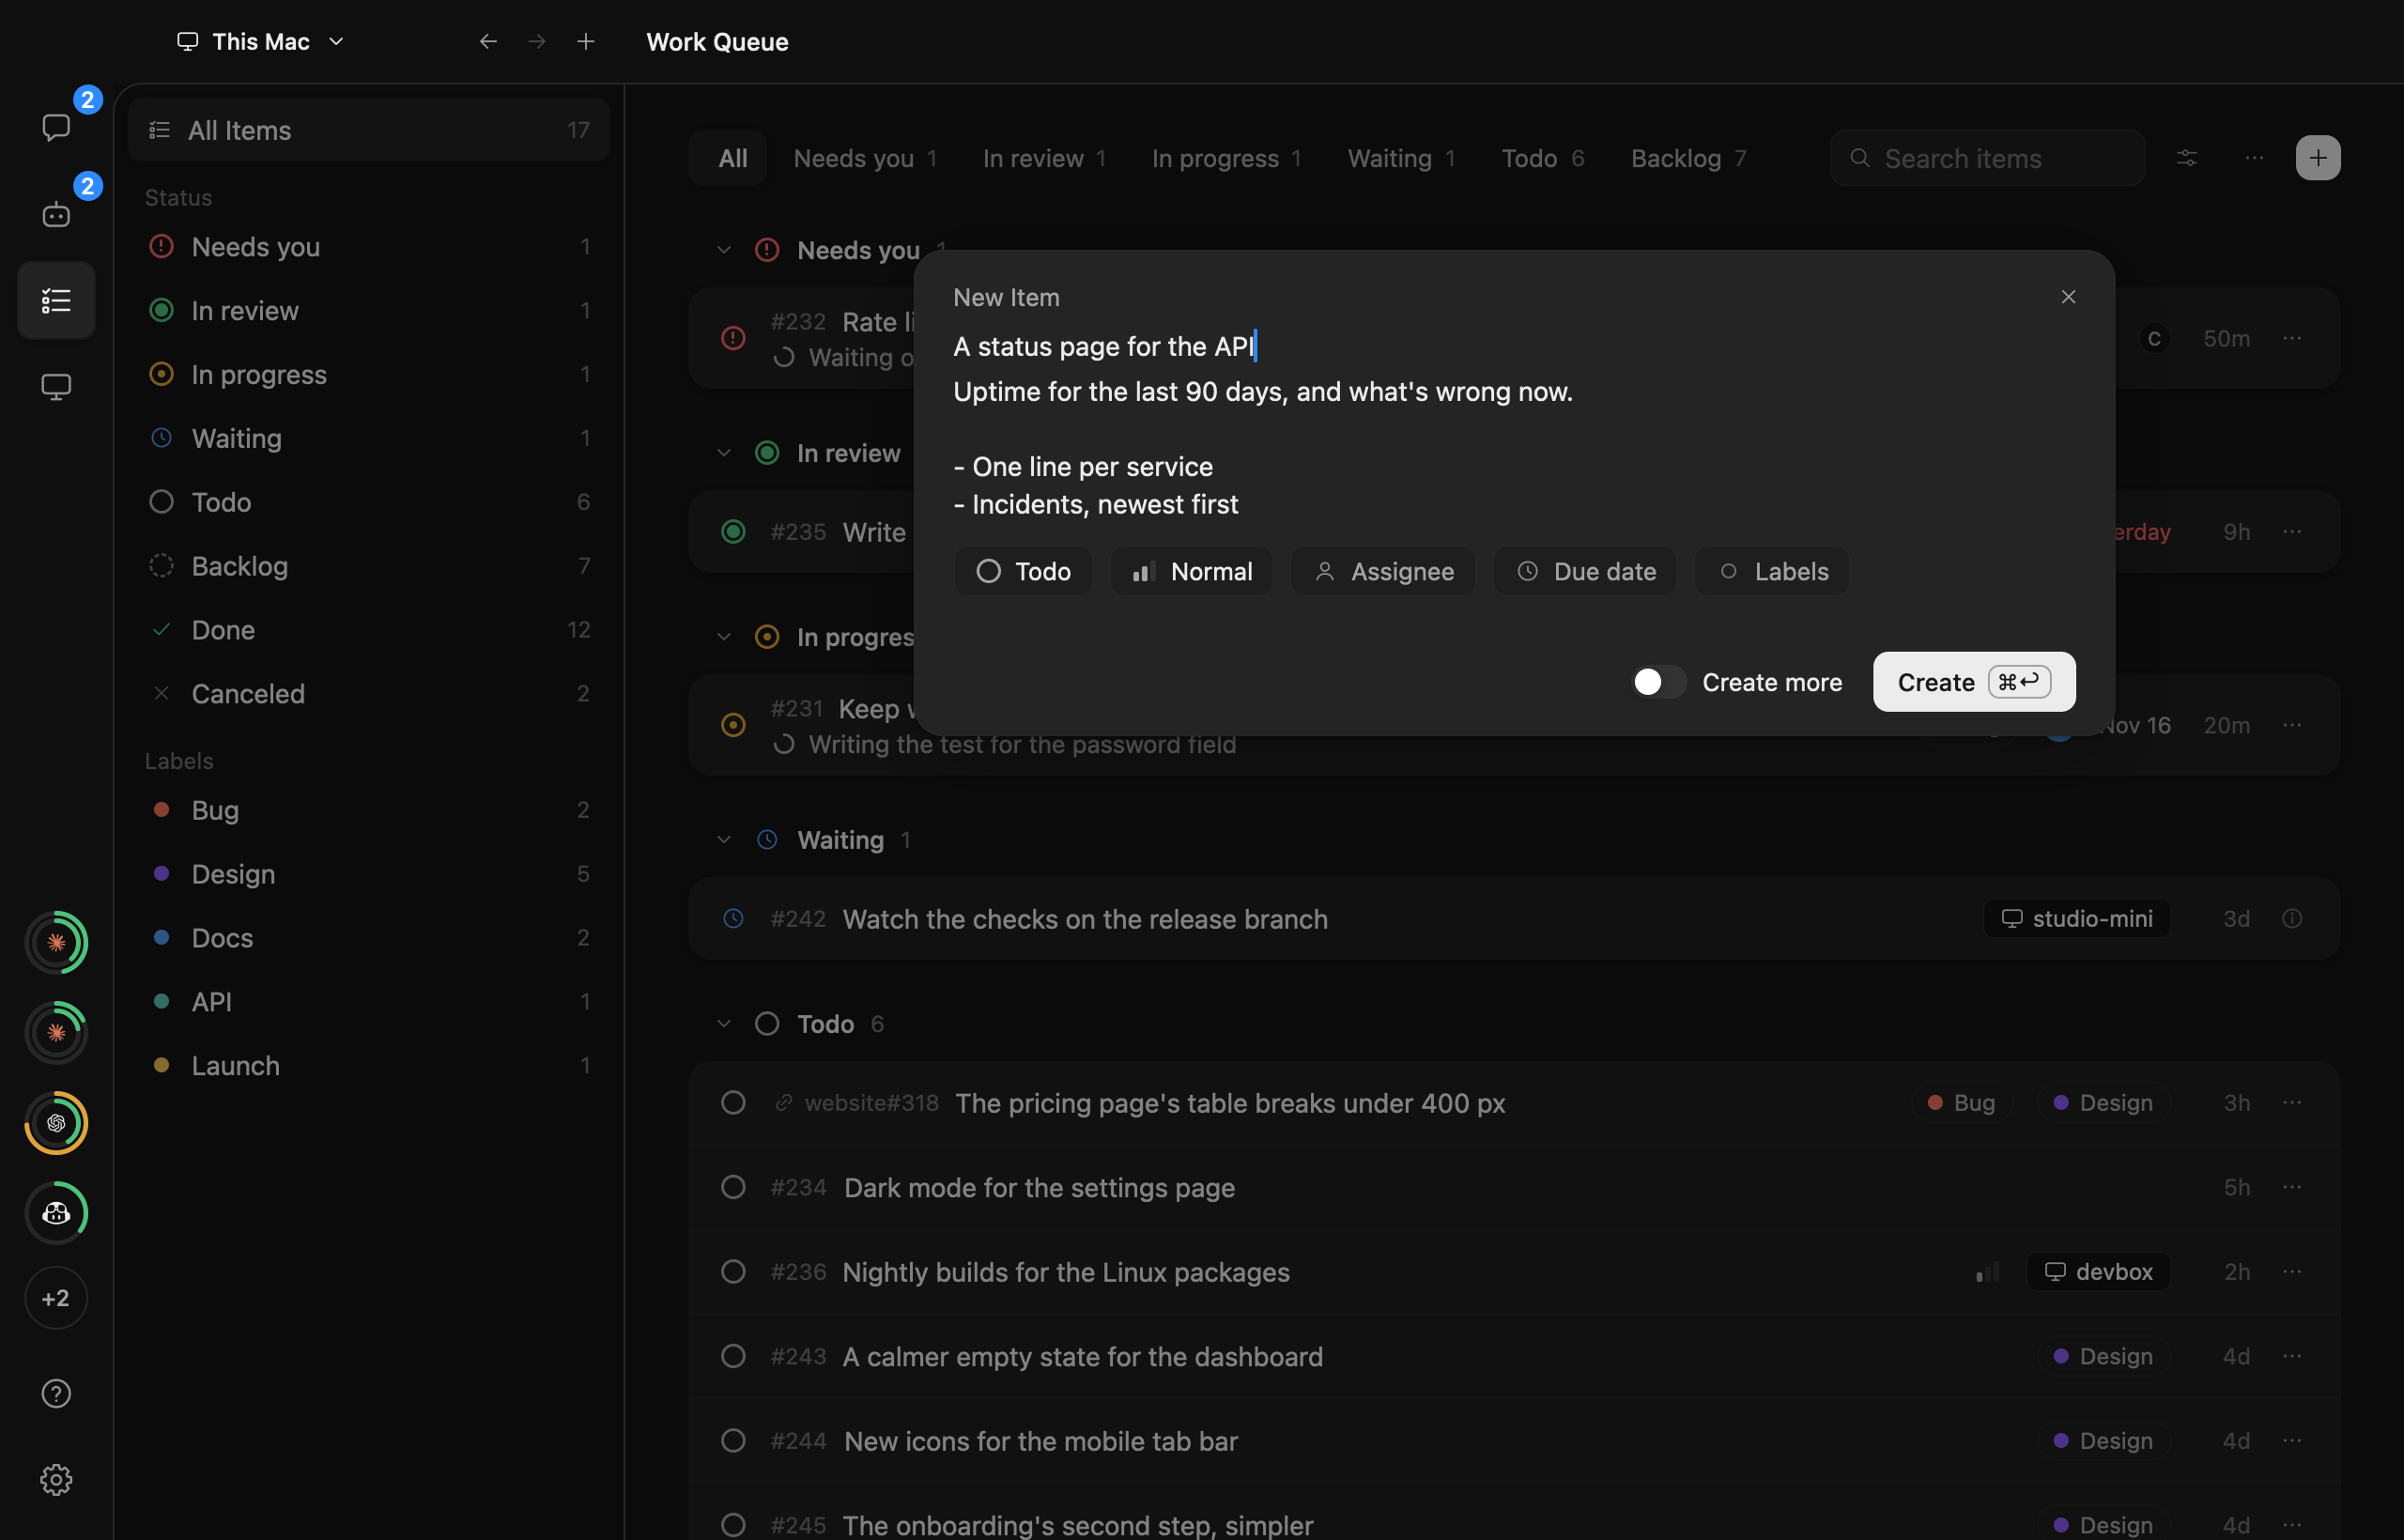 This Mac
Work Queue
2
2
+2
All Items 17
Status
Needs you 1
In review 1
In progress 1
Waiting 1
Todo 6
Backlog 7
Done 12
Canceled 2
Labels
Bug 2
Design 5
Docs 2
API 1
Launch 1
All Needs you 1 In review 1 In progress 1 Waiting 1 Todo 6 Backlog 7 Search items
Needs you 1
#232 Rate li C 50m
Waiting o
In review
#235 Write erday 9h
In progres
#231 Keep Nov 16 20m
Writing the test for the password field
New Item
A status page for the API
Uptime for the last 90 days, and what's wrong now.
- One line per service
- Incidents, newest first
Todo Normal Assignee Due date Labels
Create more Create ⌘↩
Waiting 1
#242 Watch the checks on the release branch studio-mini 3d
Todo 6
website#318 The pricing page's table breaks under 400 px Bug Design 3h
#234 Dark mode for the settings page 5h
#236 Nightly builds for the Linux packages devbox 2h
#243 A calmer empty state for the dashboard Design 4d
#244 New icons for the mobile tab bar Design 4d
#245 The onboarding's second step, simpler Design 4d